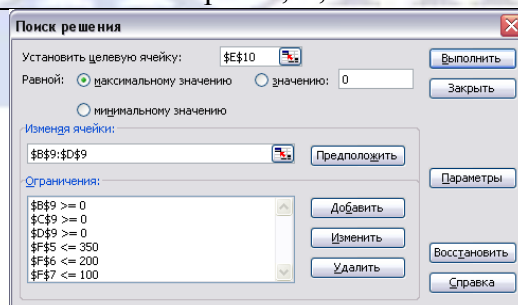 Поиск решения
Установить целевую ячейку: $E$10 Выполнить
Равной: максимальному значению значению: 0 Закрыть
минимальному значению
Изменяя ячейки:
$B$9:$D$9 Предположить
Ограничения: Параметры
$B$9 >= 0 Добавить
$C$9 >= 0
$D$9 >= 0 Изменить
$F$5 <= 350
$F$6 <= 200 Удалить Восстановить
$F$7 <= 100 Справка